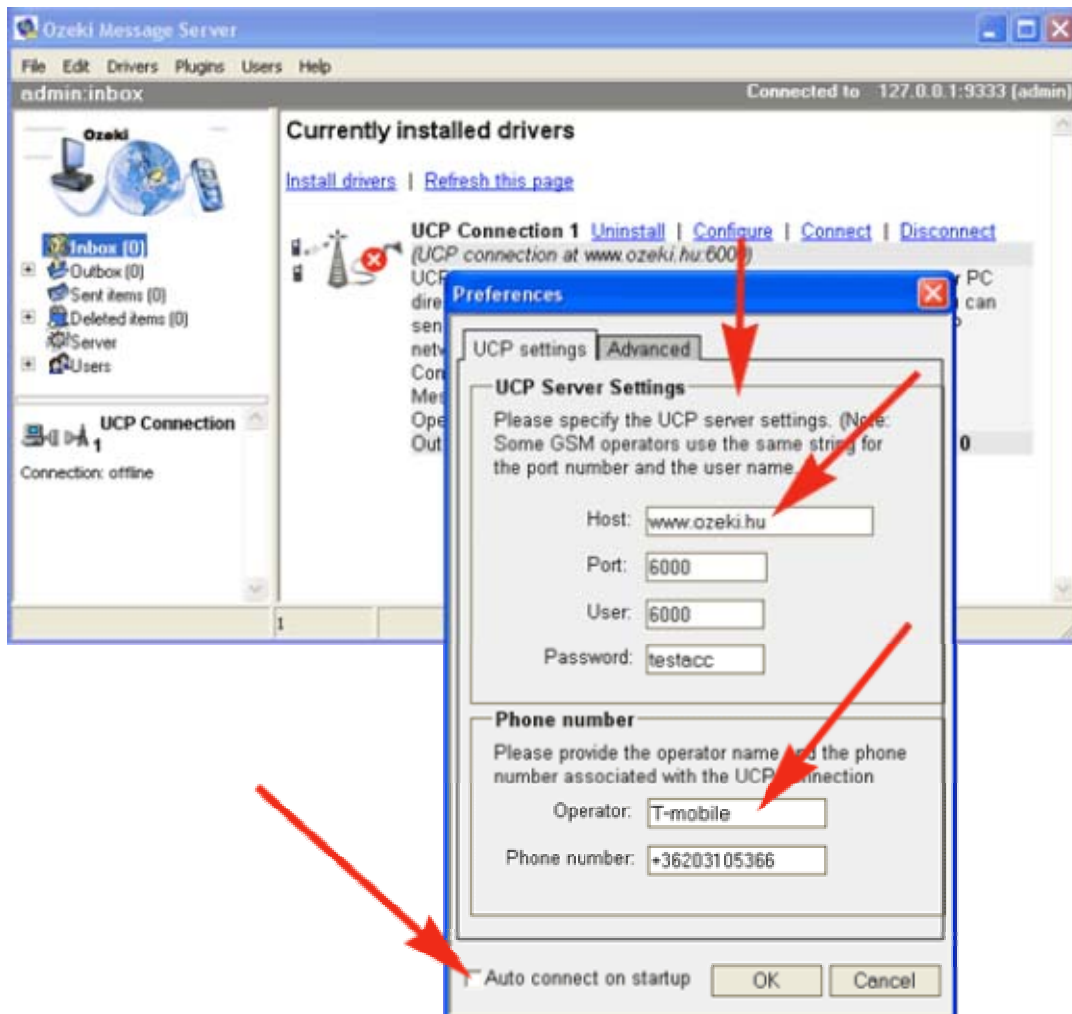 Ozeki Message Server
File Edit Drivers Plugins Users Help
admin:inbox
Connected to 127.0.0.1:9333 (admin)
Ozeki
Inbox (0)
Outbox (0)
Sent items (0)
Deleted items (0)
Server
Users
UCP Connection
1
Connection: offline
Currently installed drivers
Install drivers | Refresh this page
UCP Connection 1 Uninstall | Configure | Connect | Disconnect
(UCP connection at www.ozeki.hu:6000)
UCP
PC
can
0
1
Preferences
UCP settings Advanced
UCP Server Settings
Please specify the UCP server settings. (Note:
Some GSM operators use the same string for
the port number and the user name.
Host: www.ozeki.hu
Port: 6000
User: 6000
Password: testacc
Phone number
Please provide the operator name and the phone
number associated with the UCP connection
Operator: T-mobile
Phone number: +36203105366
Auto connect on startup OK Cancel